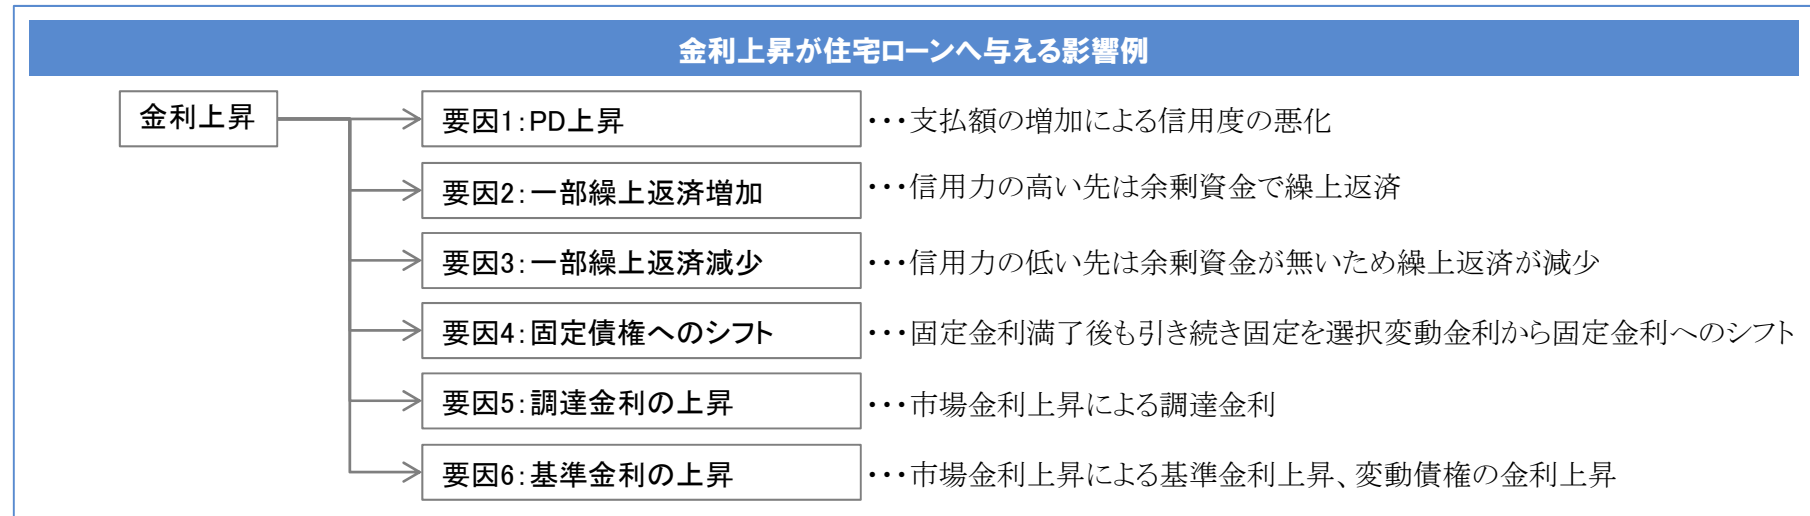 金利上昇が住宅ローンへ与える影響例
金利上昇
要因1：PD上昇
・・・支払額の増加による信用度の悪化
要因2：一部繰上返済増加
・・・信用力の高い先は余剰資金で繰上返済
要因3：一部繰上返済減少
・・・信用力の低い先は余剰資金が無いため繰上返済が減少
要因4：固定債権へのシフト
・・・固定金利満了後も引き続き固定を選択変動金利から固定金利へのシフト
要因5：調達金利の上昇
・・・市場金利上昇による調達金利
要因6：基準金利の上昇
・・・市場金利上昇による基準金利上昇、変動債権の金利上昇